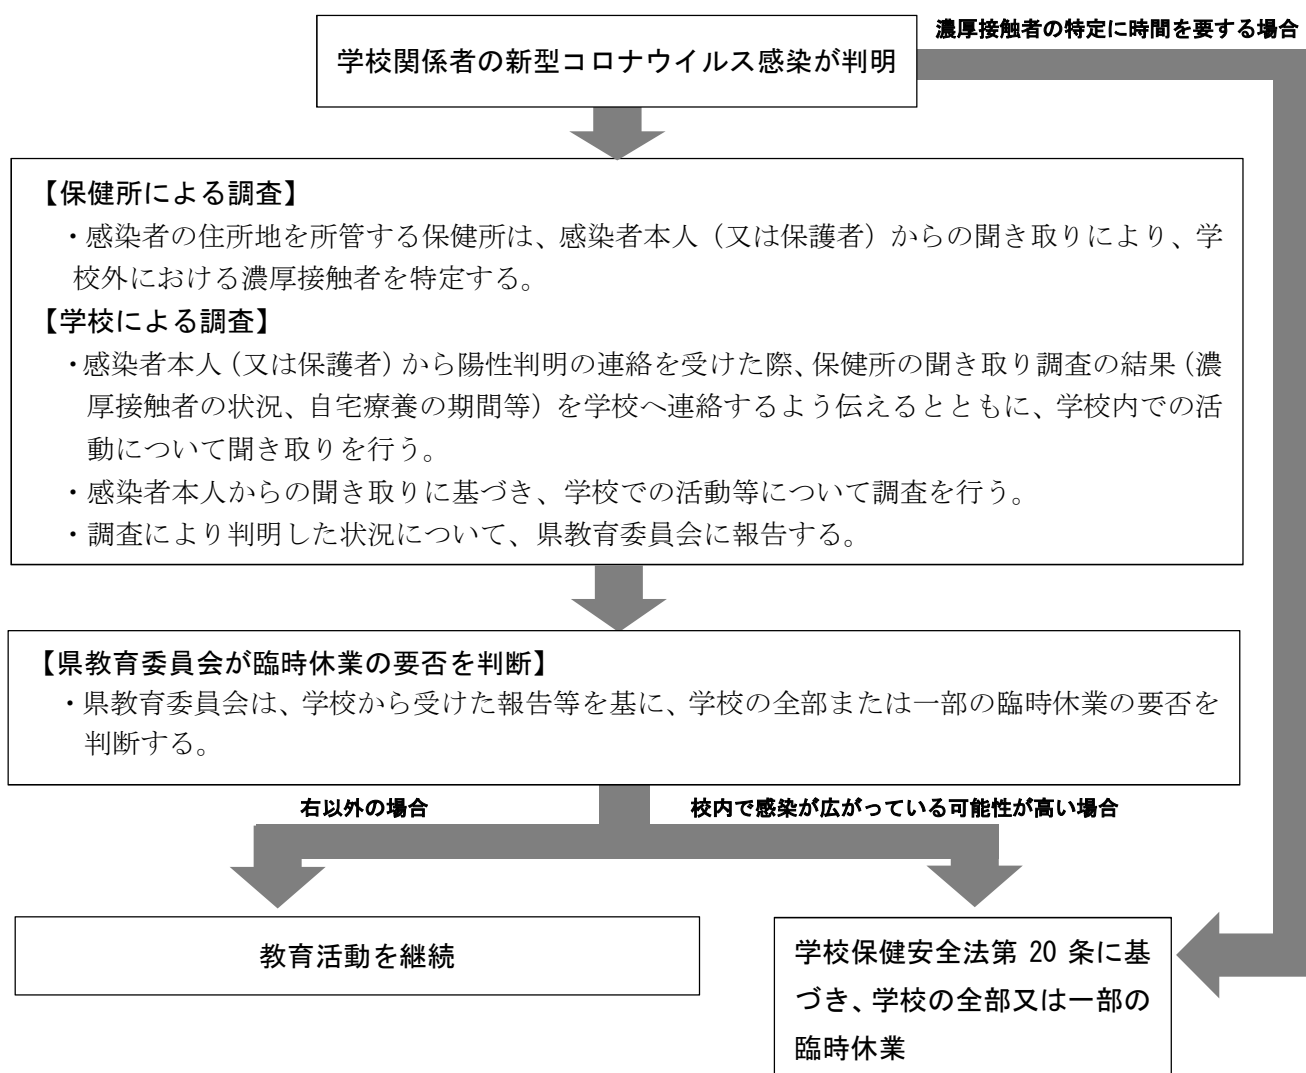 濃厚接触者の特定に時間を要する場合
学校関係者の新型コロナウイルス感染が判明
【保健所による調査】
・感染者の住所地を所管する保健所は、感染者本人（又は保護者）からの聞き取りにより、学
校外における濃厚接触者を特定する。
【学校による調査】
・感染者本人（又は保護者）から陽性判明の連絡を受けた際、保健所の聞き取り調査の結果（濃
厚接触者の状況、自宅療養の期間等）を学校へ連絡するよう伝えるとともに、学校内での活
動について聞き取りを行う。
・感染者本人からの聞き取りに基づき、学校での活動等について調査を行う。
・調査により判明した状況について、県教育委員会に報告する。
【県教育委員会が臨時休業の要否を判断】
・県教育委員会は、学校から受けた報告等を基に、学校の全部または一部の臨時休業の要否を
判断する。
右以外の場合
校内で感染が広がっている可能性が高い場合
教育活動を継続
学校保健安全法第 20 条に基
づき、学校の全部又は一部の
臨時休業